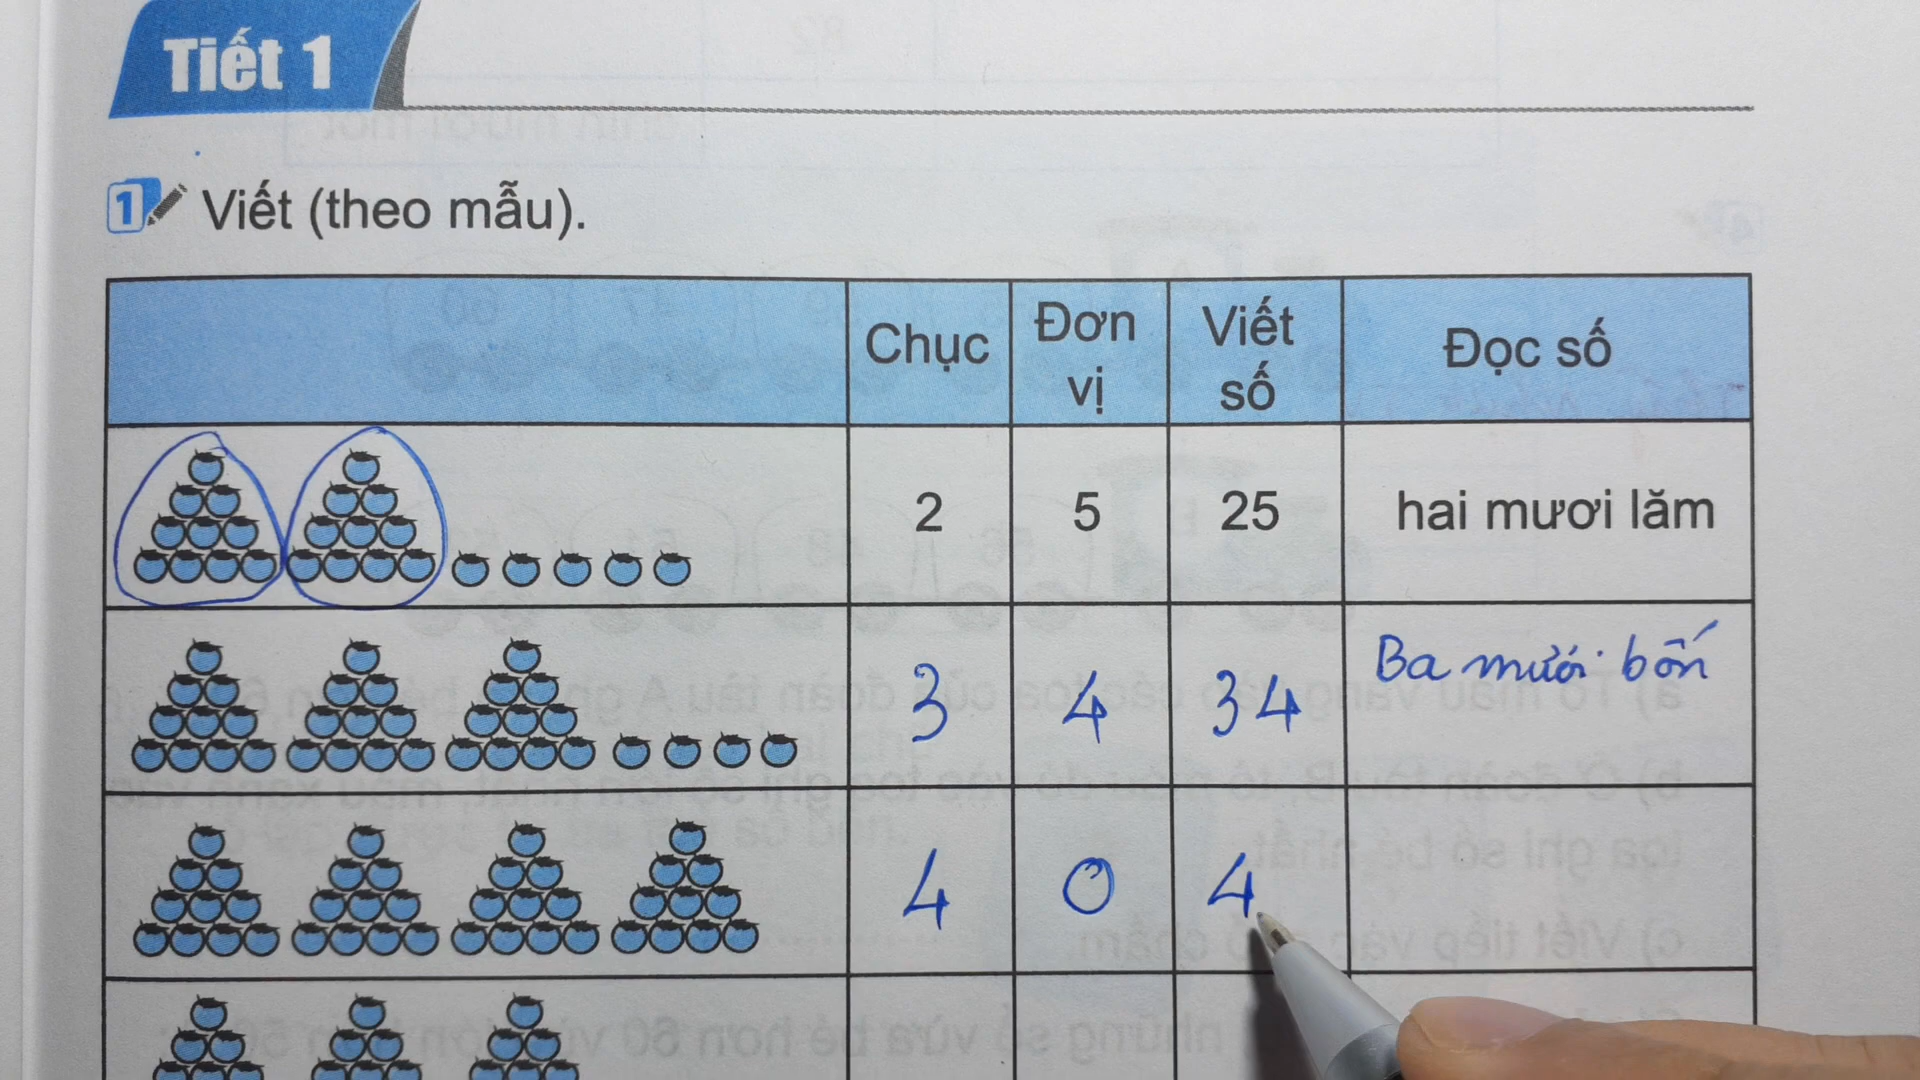 Tiết 1
1 Viết (theo mẫu).
Chục
Đơn vị
Viết số
Đọc số
2
5
25
hai mươi lăm
3
4
34
Ba mươi bốn
4
0
4